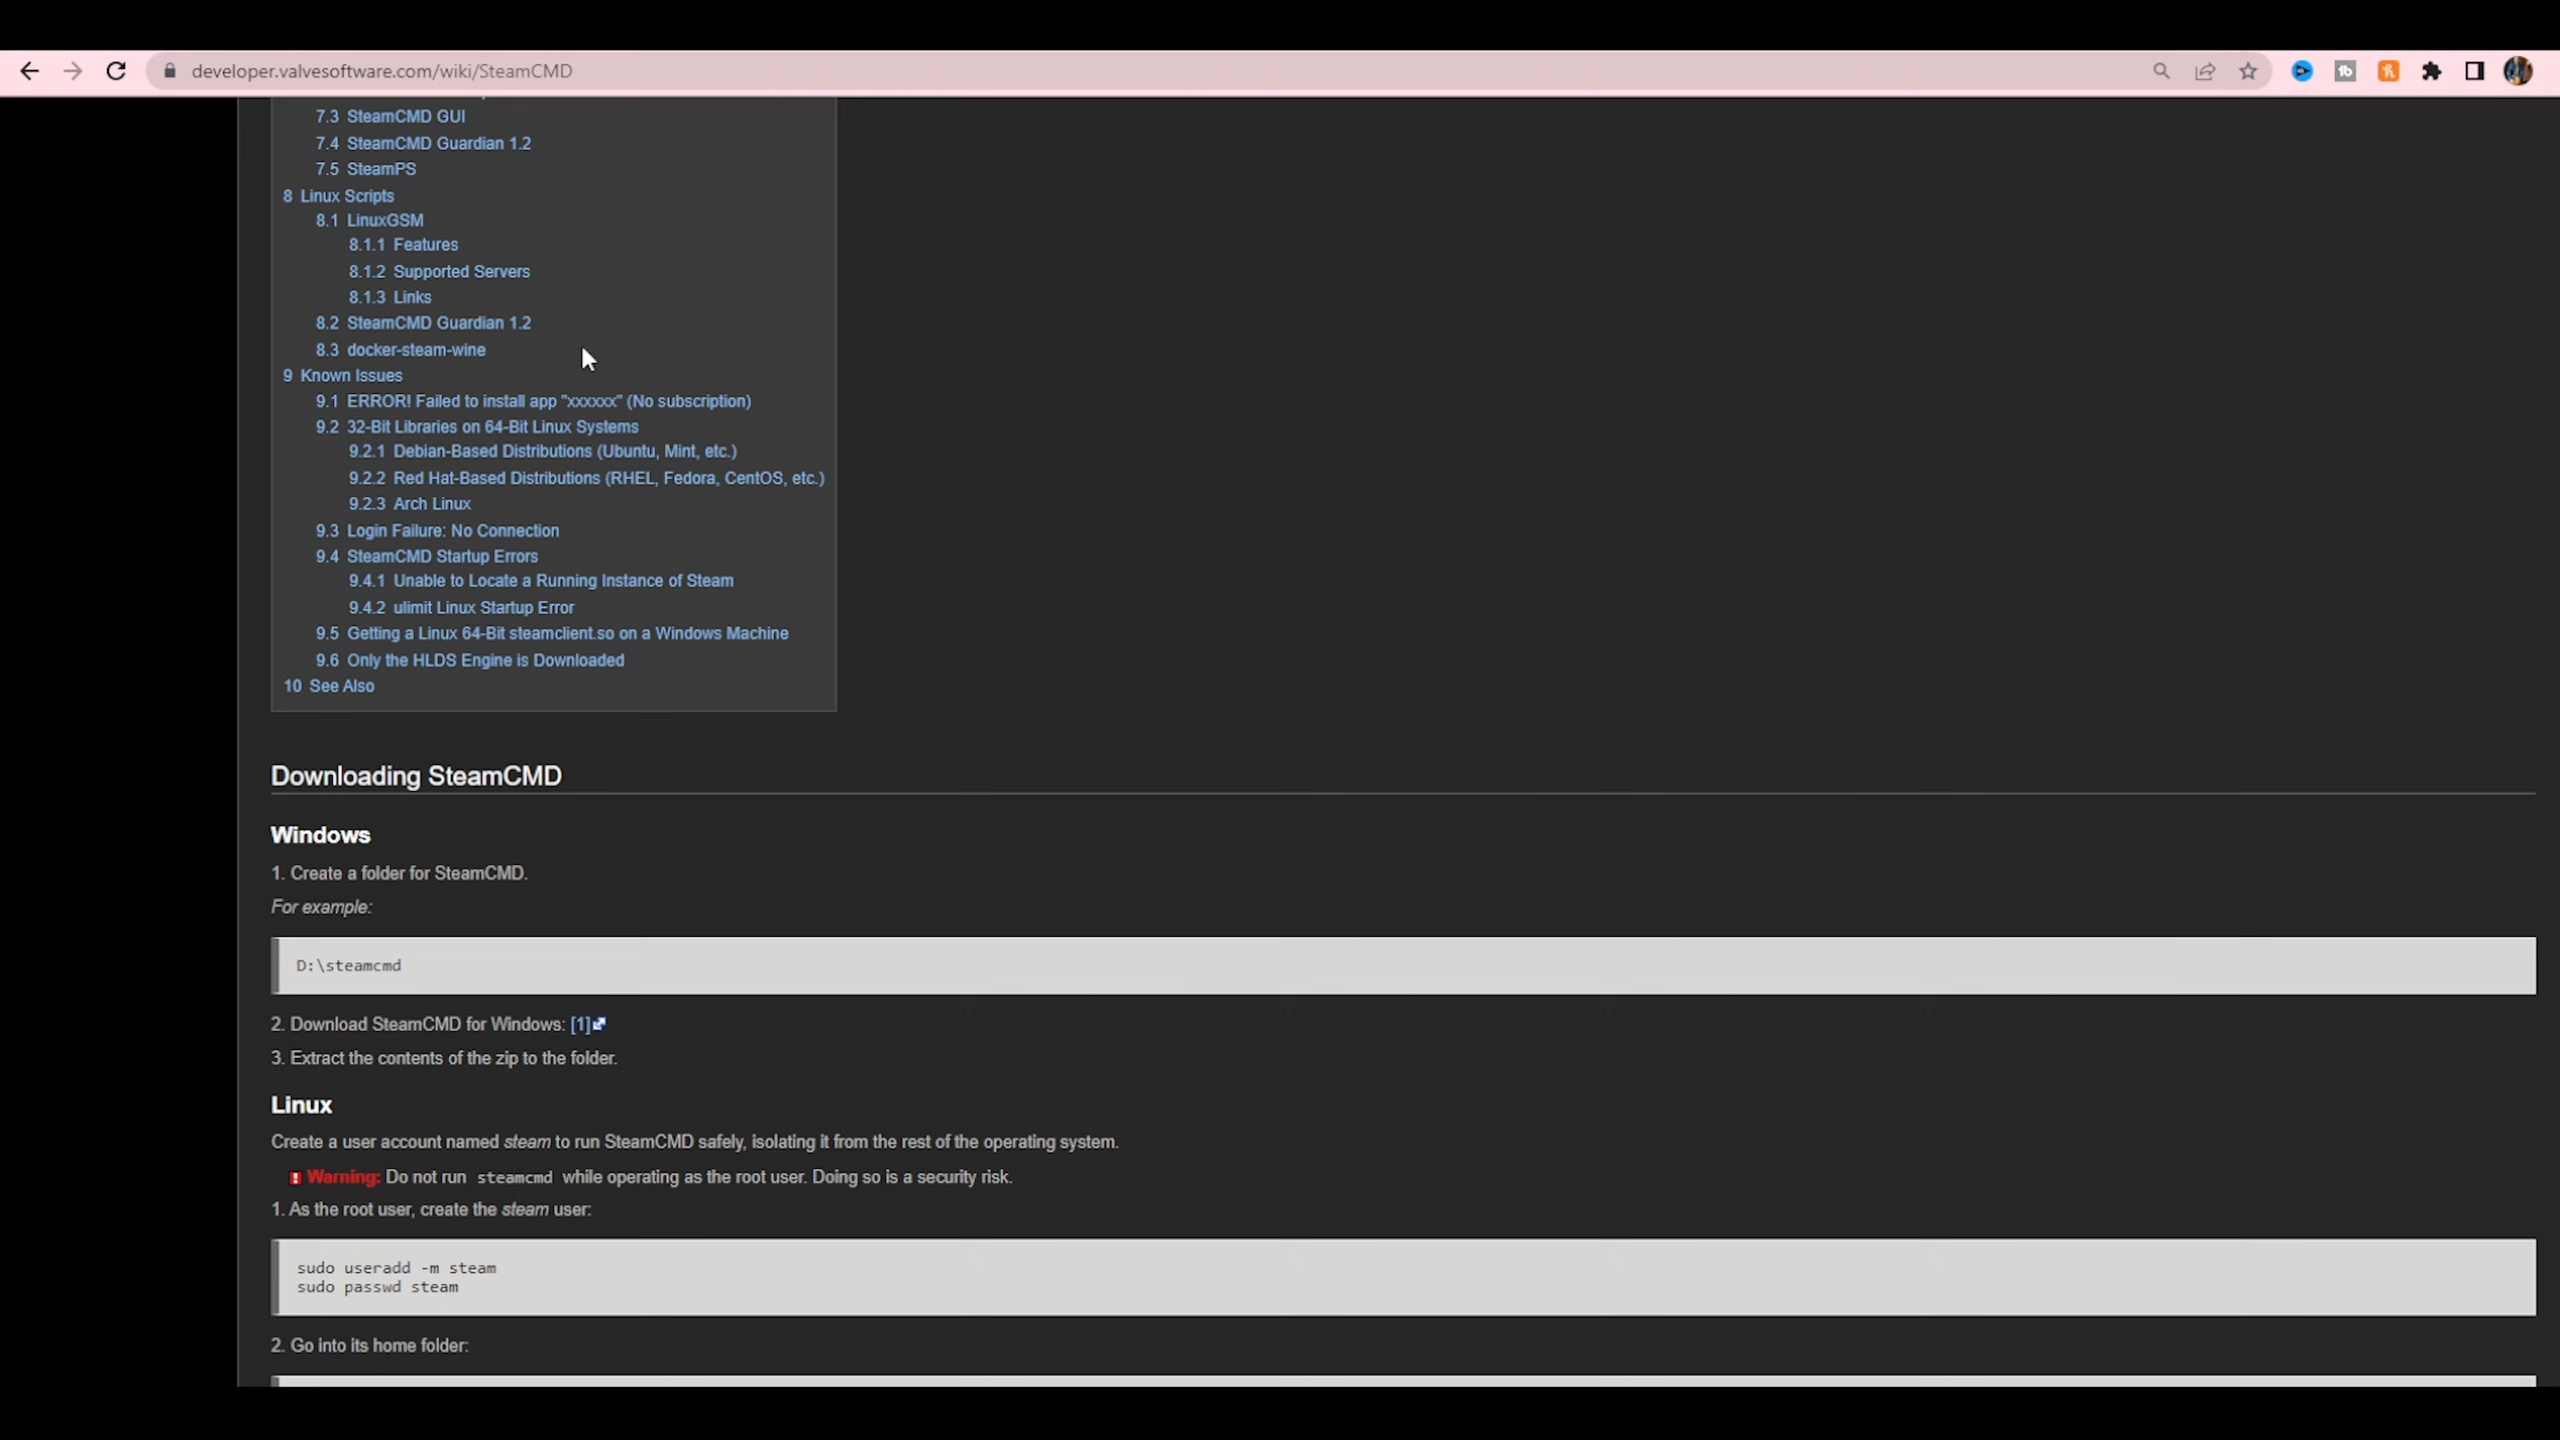 developer.valvesoftware.com/wiki/SteamCMD
7.3 SteamCMD GUI
7.4 SteamCMD Guardian 1.2
7.5 SteamPS
8 Linux Scripts
8.1 LinuxGSM
8.1.1 Features
8.1.2 Supported Servers
8.1.3 Links
8.2 SteamCMD Guardian 1.2
8.3 docker-steam-wine
9 Known Issues
9.1 ERROR! Failed to install app "xxxxxx" (No subscription)
9.2 32-Bit Libraries on 64-Bit Linux Systems
9.2.1 Debian-Based Distributions (Ubuntu, Mint, etc.)
9.2.2 Red Hat-Based Distributions (RHEL, Fedora, CentOS, etc.)
9.2.3 Arch Linux
9.3 Login Failure: No Connection
9.4 SteamCMD Startup Errors
9.4.1 Unable to Locate a Running Instance of Steam
9.4.2 ulimit Linux Startup Error
9.5 Getting a Linux 64-Bit steamclient.so on a Windows Machine
9.6 Only the HLDS Engine is Downloaded
10 See Also
Downloading SteamCMD
Windows
1. Create a folder for SteamCMD.
For example:
D:\steamcmd
2. Download SteamCMD for Windows: [1]
3. Extract the contents of the zip to the folder.
Linux
Create a user account named steam to run SteamCMD safely, isolating it from the rest of the operating system.
Warning: Do not run steamcmd while operating as the root user. Doing so is a security risk.
1. As the root user, create the steam user:
sudo useradd -m steam
sudo passwd steam
2. Go into its home folder: